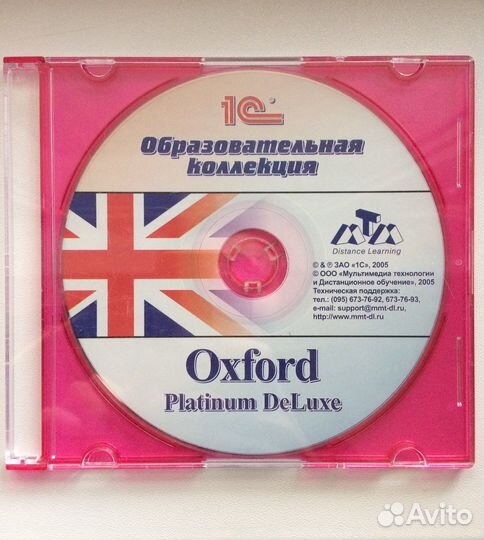 1С
Образовательная
коллекция
МТМ
Distance Learning
© & ℗ ЗАО «1С», 2005
© ООО «Мультимедиа технологии
и Дистанционное обучение», 2005
Техническая поддержка:
тел.: (095) 673-76-92, 673-76-93,
e-mail: support@mmt-dl.ru,
http://www.mmt-dl.ru
Oxford
Platinum DeLuxe
Avito